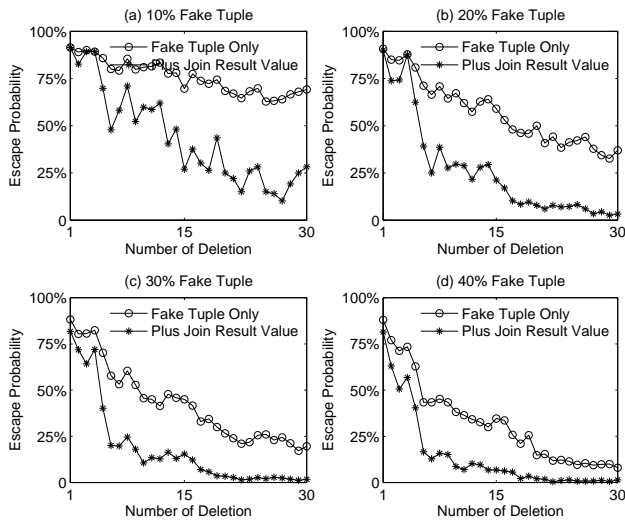 (a) 10% Fake Tuple
100%
75%
50%
25%
0
Escape Probability
Fake Tuple Only
Plus Join Result Value
1
15
30
Number of Deletion
(b) 20% Fake Tuple
100%
75%
50%
25%
0
Escape Probability
Fake Tuple Only
Plus Join Result Value
1
15
30
Number of Deletion
(c) 30% Fake Tuple
100%
75%
50%
25%
0
Escape Probability
Fake Tuple Only
Plus Join Result Value
1
15
30
Number of Deletion
(d) 40% Fake Tuple
100%
75%
50%
25%
0
Escape Probability
Fake Tuple Only
Plus Join Result Value
1
15
30
Number of Deletion